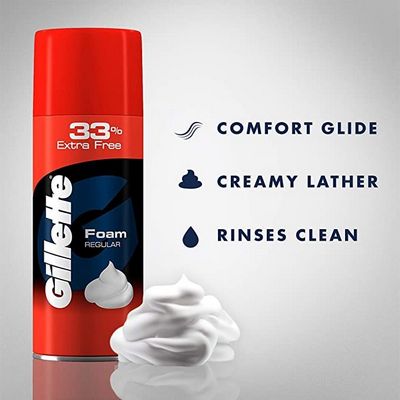 33%
Extra Free
Gillette
Foam
REGULAR
COMFORT GLIDE
CREAMY LATHER
RINSES CLEAN